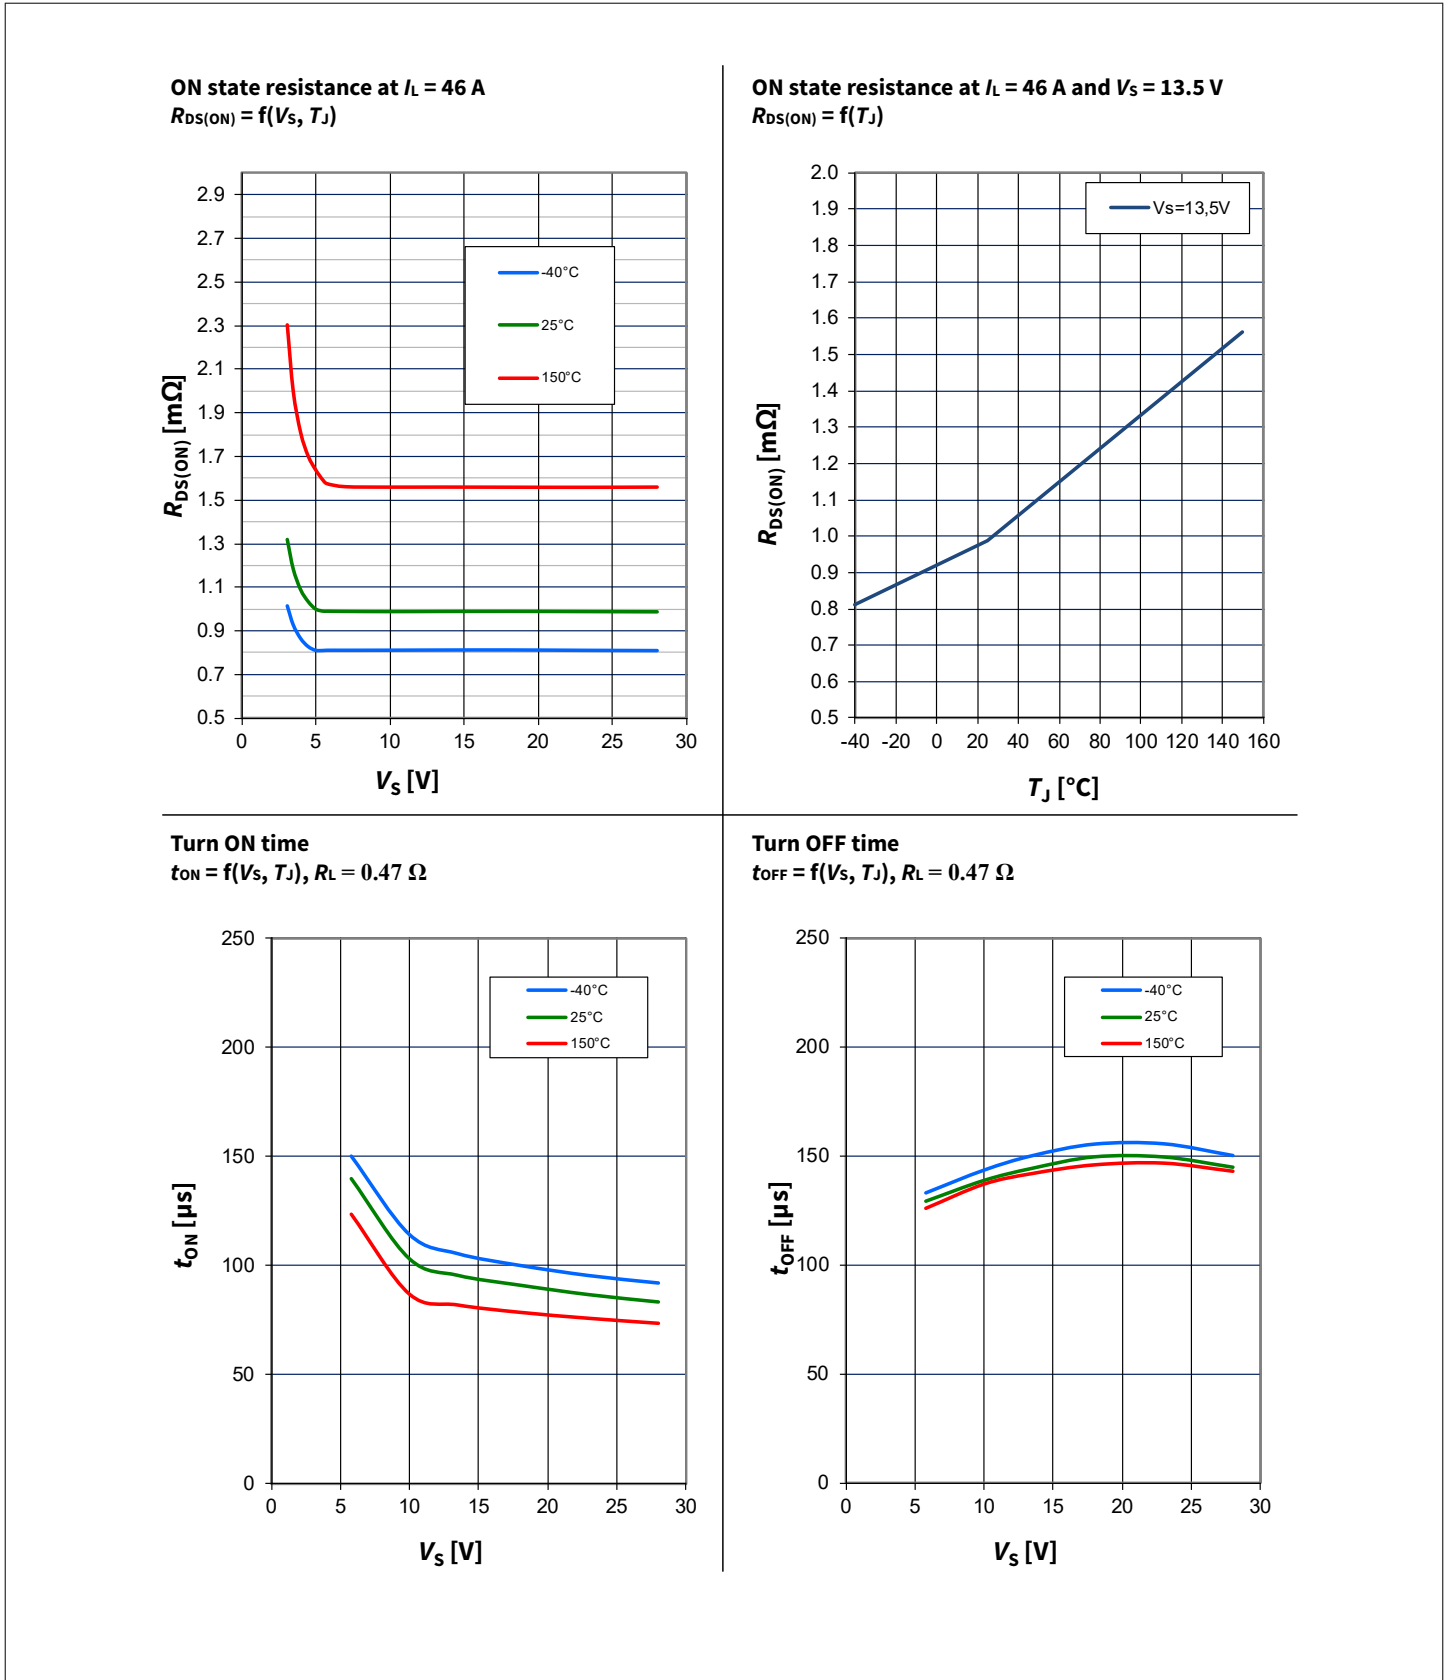 ON state resistance at IL = 46 A
RDS(ON) = f(VS, TJ)
2.9
2.7
2.5
2.3
2.1
1.9
1.7
1.5
1.3
1.1
0.9
0.7
0.5
0 5 10 15 20 25 30
RDS(ON) [mΩ]
VS [V]
-40°C
25°C
150°C
ON state resistance at IL = 46 A and VS = 13.5 V
RDS(ON) = f(TJ)
2.0
1.9
1.8
1.7
1.6
1.5
1.4
1.3
1.2
1.1
1.0
0.9
0.8
0.7
0.6
0.5
-40 -20 0 20 40 60 80 100 120 140 160
RDS(ON) [mΩ]
TJ [°C]
Vs=13,5V
Turn ON time
tON = f(VS, TJ), RL = 0.47 Ω
250
200
150
100
50
0
0 5 10 15 20 25 30
tON [µs]
VS [V]
-40°C
25°C
150°C
Turn OFF time
tOFF = f(VS, TJ), RL = 0.47 Ω
250
200
150
100
50
0
0 5 10 15 20 25 30
tOFF [µs]
VS [V]
-40°C
25°C
150°C